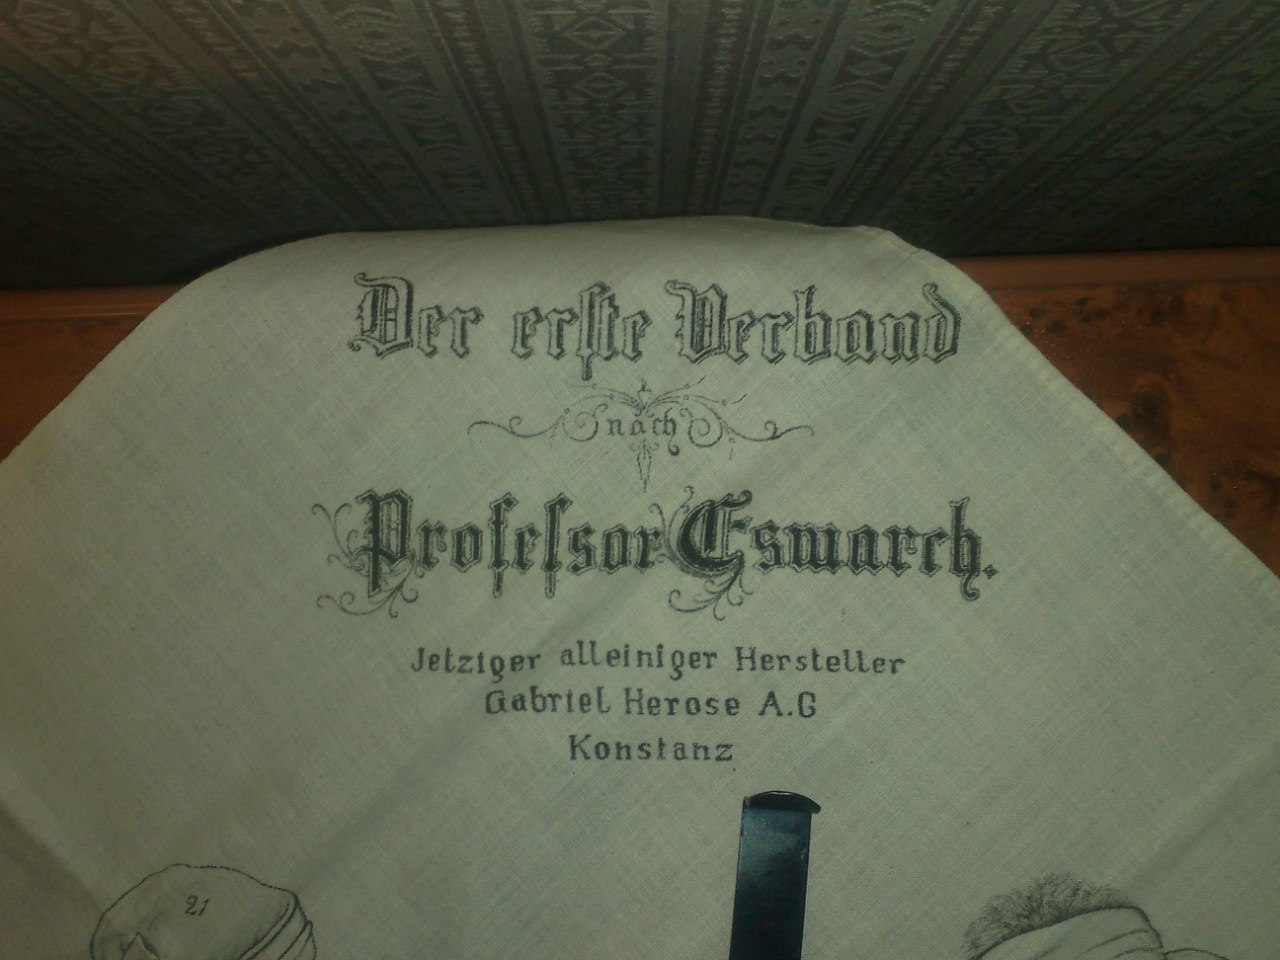 Der erſte Verband
nach
Profeſsor Esmarch.
Jetziger alleiniger Hersteller
Gabriel Herose A.G
Konstanz
21